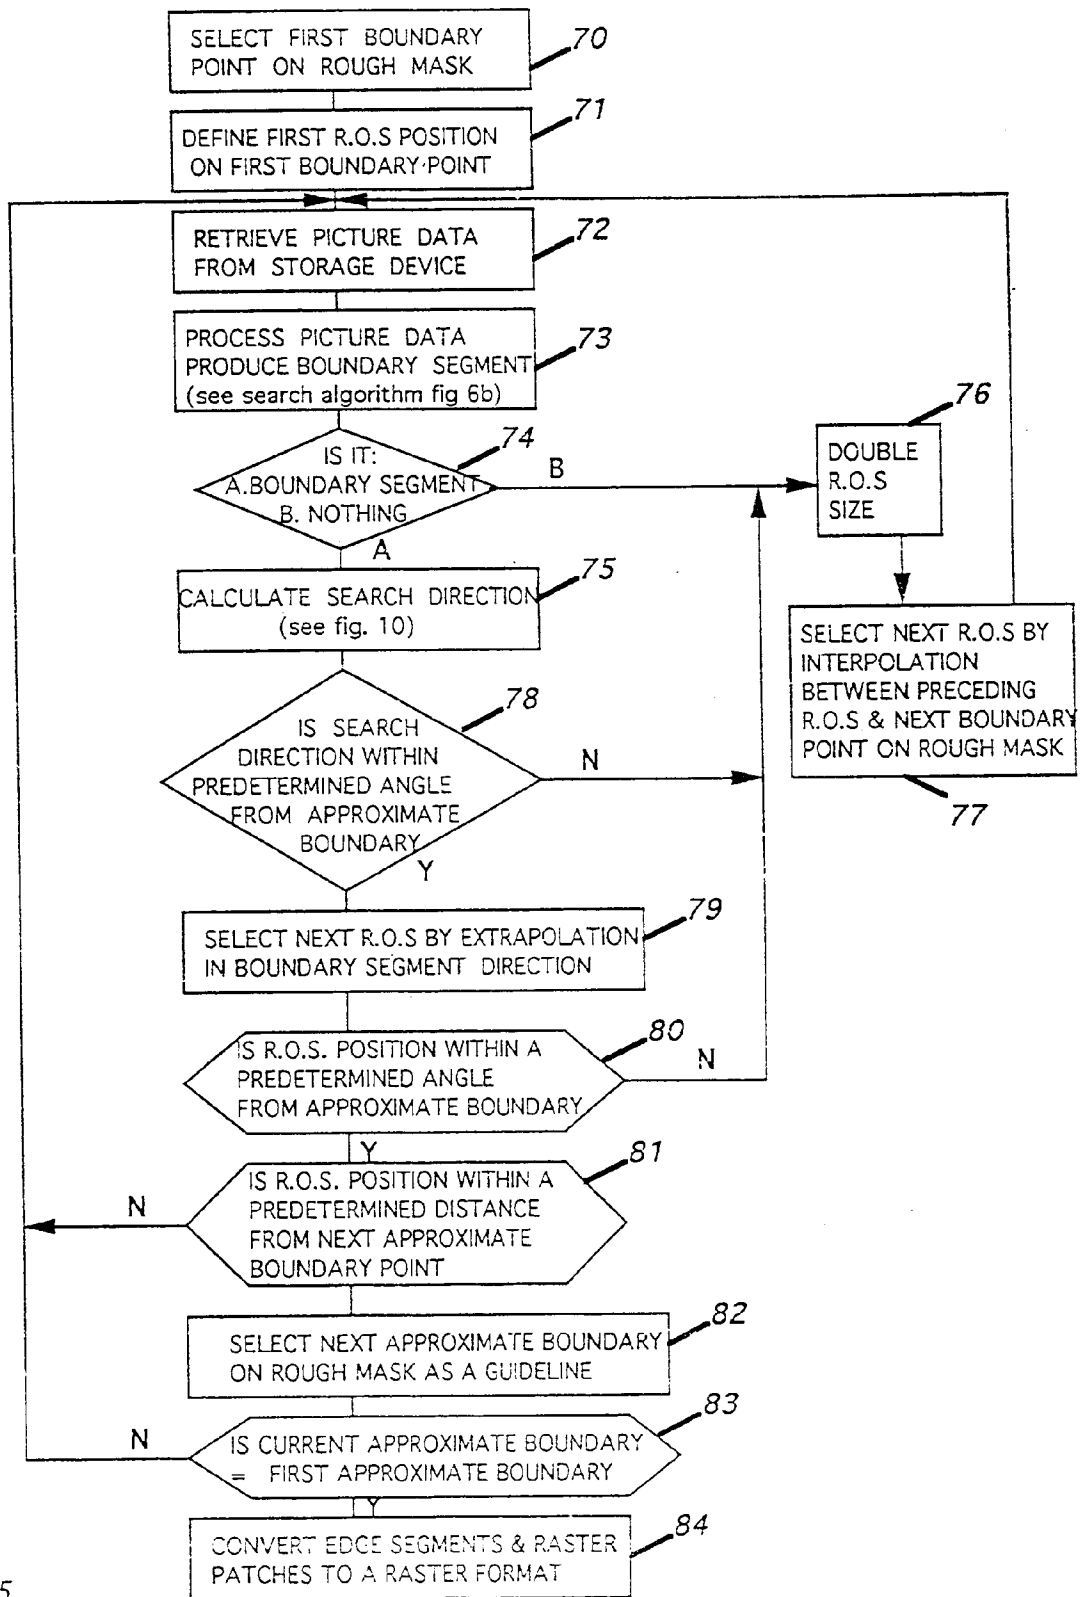 SELECT FIRST BOUNDARY
POINT ON ROUGH MASK
70
DEFINE FIRST R.O.S POSITION
ON FIRST BOUNDARY POINT
71
RETRIEVE PICTURE DATA
FROM STORAGE DEVICE
72
PROCESS PICTURE DATA
PRODUCE BOUNDARY SEGMENT
(see search algorithm fig 6b)
73
IS IT:
A.BOUNDARY SEGMENT
B. NOTHING
74
B
A
DOUBLE
R.O.S
SIZE
76
CALCULATE SEARCH DIRECTION
(see fig. 10)
75
SELECT NEXT R.O.S BY
INTERPOLATION
BETWEEN PRECEDING
R.O.S & NEXT BOUNDARY
POINT ON ROUGH MASK
77
IS SEARCH
DIRECTION WITHIN
PREDETERMINED ANGLE
FROM APPROXIMATE
BOUNDARY
78
N
Y
SELECT NEXT R.O.S BY EXTRAPOLATION
IN BOUNDARY SEGMENT DIRECTION
79
IS R.O.S. POSITION WITHIN A
PREDETERMINED ANGLE
FROM APPROXIMATE BOUNDARY
80
N
Y
IS R.O.S. POSITION WITHIN A
PREDETERMINED DISTANCE
FROM NEXT APPROXIMATE
BOUNDARY POINT
81
N
SELECT NEXT APPROXIMATE BOUNDARY
ON ROUGH MASK AS A GUIDELINE
82
IS CURRENT APPROXIMATE BOUNDARY
= FIRST APPROXIMATE BOUNDARY
83
N
Y
CONVERT EDGE SEGMENTS & RASTER
PATCHES TO A RASTER FORMAT
84
5